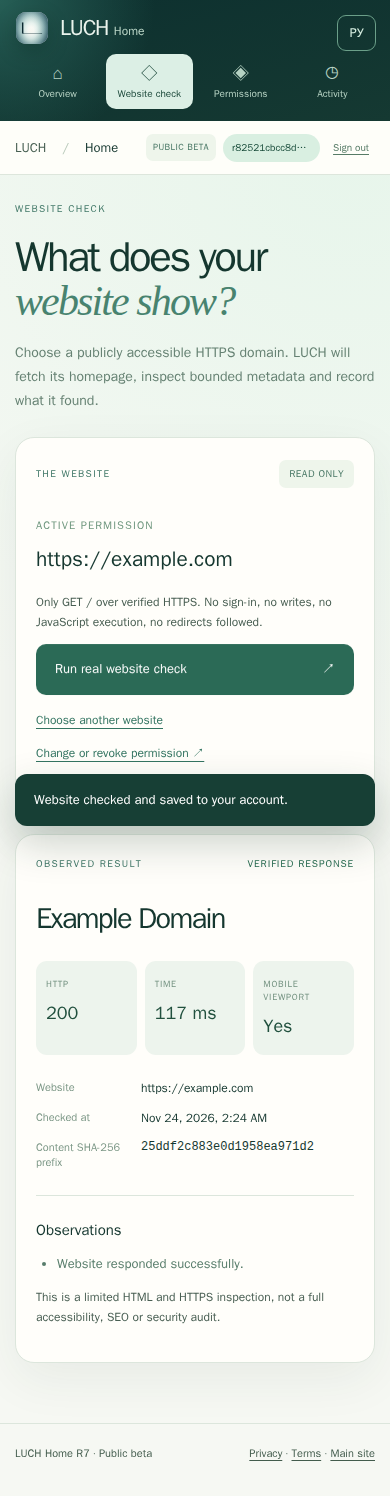 LUCH Home
РУ
Overview
Website check
Permissions
Activity
LUCH / Home
PUBLIC BETA
r82521cbcc8d···
Sign out
WEBSITE CHECK
What does your
website show?
Choose a publicly accessible HTTPS domain. LUCH will
fetch its homepage, inspect bounded metadata and record
what it found.
THE WEBSITE
READ ONLY
ACTIVE PERMISSION
https://example.com
Only GET / over verified HTTPS. No sign-in, no writes, no
JavaScript execution, no redirects followed.
Run real website check ↗
Choose another website
Change or revoke permission ↗
Website checked and saved to your account.
OBSERVED RESULT
VERIFIED RESPONSE
Example Domain
HTTP
200
TIME
117 ms
MOBILE
VIEWPORT
Yes
Website https://example.com
Checked at Nov 24, 2026, 2:24 AM
Content SHA-256 25ddf2c883e0d1958ea971d2
prefix
Observations
• Website responded successfully.
This is a limited HTML and HTTPS inspection, not a full
accessibility, SEO or security audit.
LUCH Home R7 · Public beta
Privacy · Terms · Main site